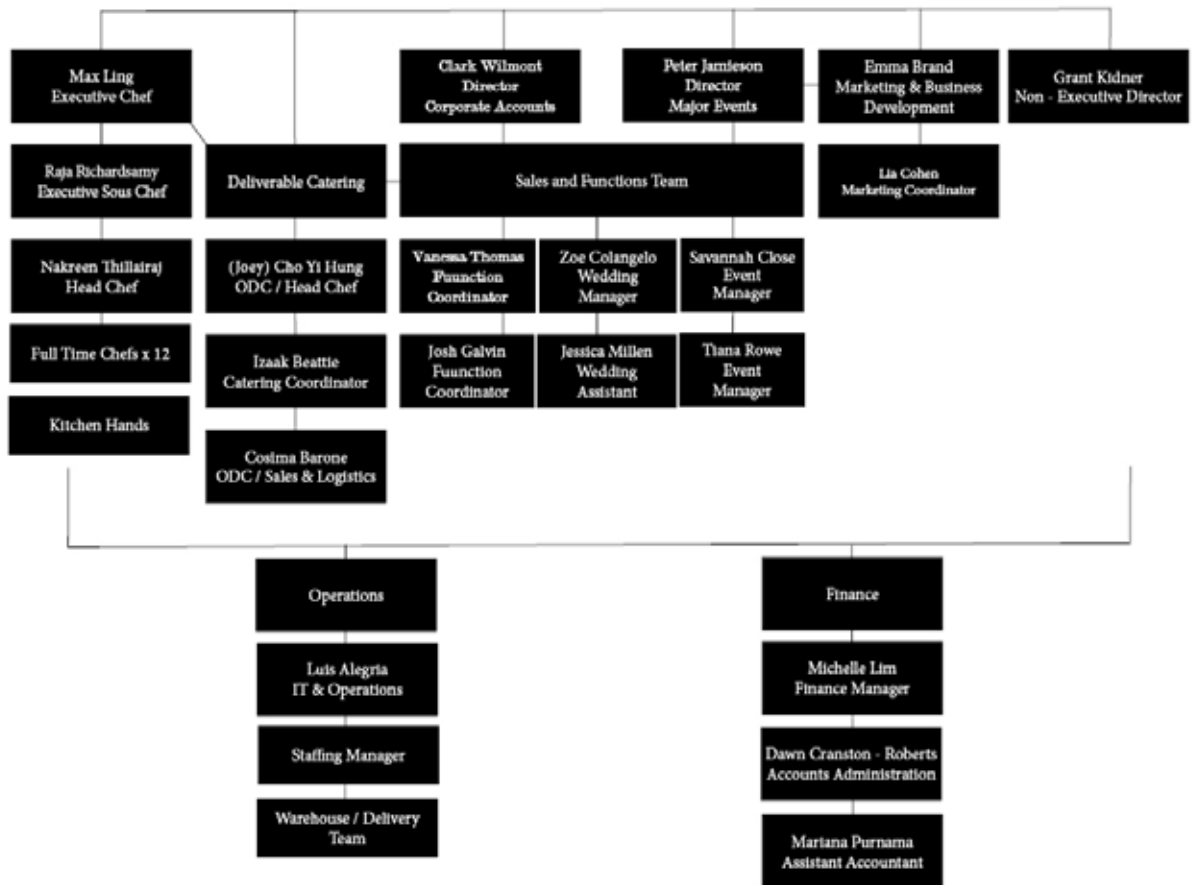 Max Ling
Executive Chef
Clark Wilmont
Director
Corporate Accounts
Peter Jamieson
Director
Major Events
Emma Brand
Marketing & Business
Development
Grant Kidner
Non - Executive Director
Raja Richardsamy
Executive Sous Chef
Deliverable Catering
Sales and Functions Team
Lia Cohen
Marketing Coordinator
Nakreen Thillairaj
Head Chef
(Joey) Cho Yi Hung
ODC / Head Chef
Vanessa Thomas
Fuunction
Coordinator
Zoe Colangelo
Wedding
Manager
Savannah Close
Event
Manager
Full Time Chefs x 12
Izaak Beattie
Catering Coordinator
Josh Galvin
Fuunction
Coordinator
Jessica Millen
Wedding
Assistant
Tiana Rowe
Event
Manager
Kitchen Hands
Cosima Barone
ODC / Sales & Logistics
Operations
Finance
Luis Alegria
IT & Operations
Michelle Lim
Finance Manager
Staffing Manager
Dawn Cranston - Roberts
Accounts Administration
Warehouse / Delivery
Team
Mariana Purnama
Assistant Accountant